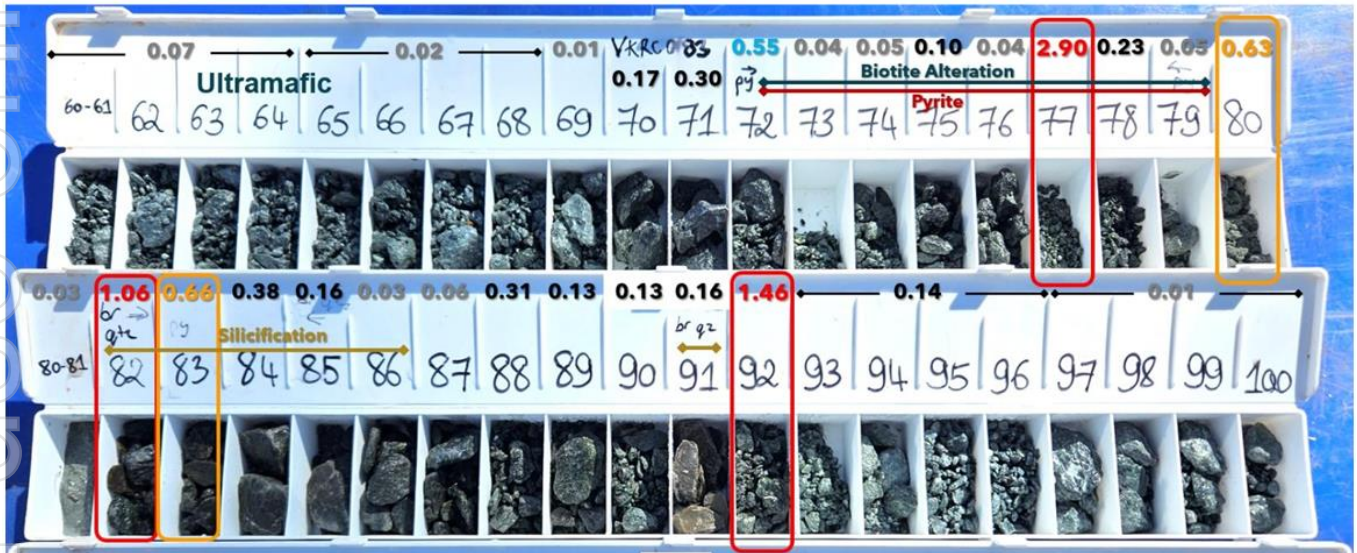 0.07 0.02 0.01 VKRC0183 0.55 0.04 0.05 0.10 0.04 2.90 0.23 0.05 0.63
Ultramafic 0.17 0.30 py Biotite Alteration
Pyrite
60-61 62 63 64 65 66 67 68 69 70 71 72 73 74 75 76 77 78 79 80
0.03 1.06 0.66 0.38 0.16 0.03 0.06 0.31 0.13 0.13 0.16 1.46 0.14 0.01
br py br qz
qtz Silicification
80-81 82 83 84 85 86 87 88 89 90 91 92 93 94 95 96 97 98 99 100